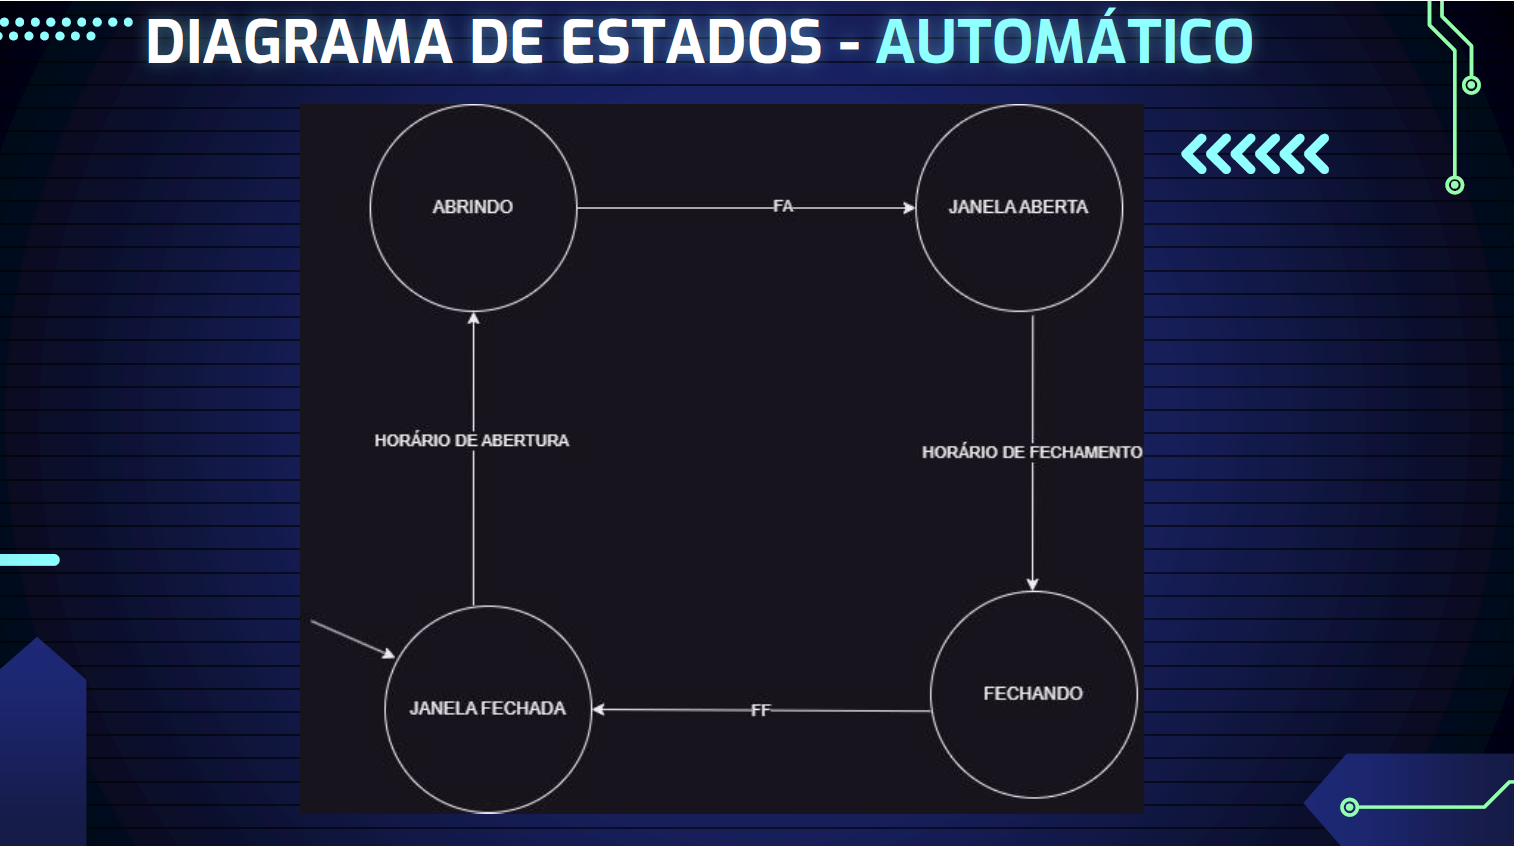 DIAGRAMA DE ESTADOS - AUTOMÁTICO
ABRINDO
FA
JANELA ABERTA
HORÁRIO DE ABERTURA
HORÁRIO DE FECHAMENTO
JANELA FECHADA
FF
FECHANDO